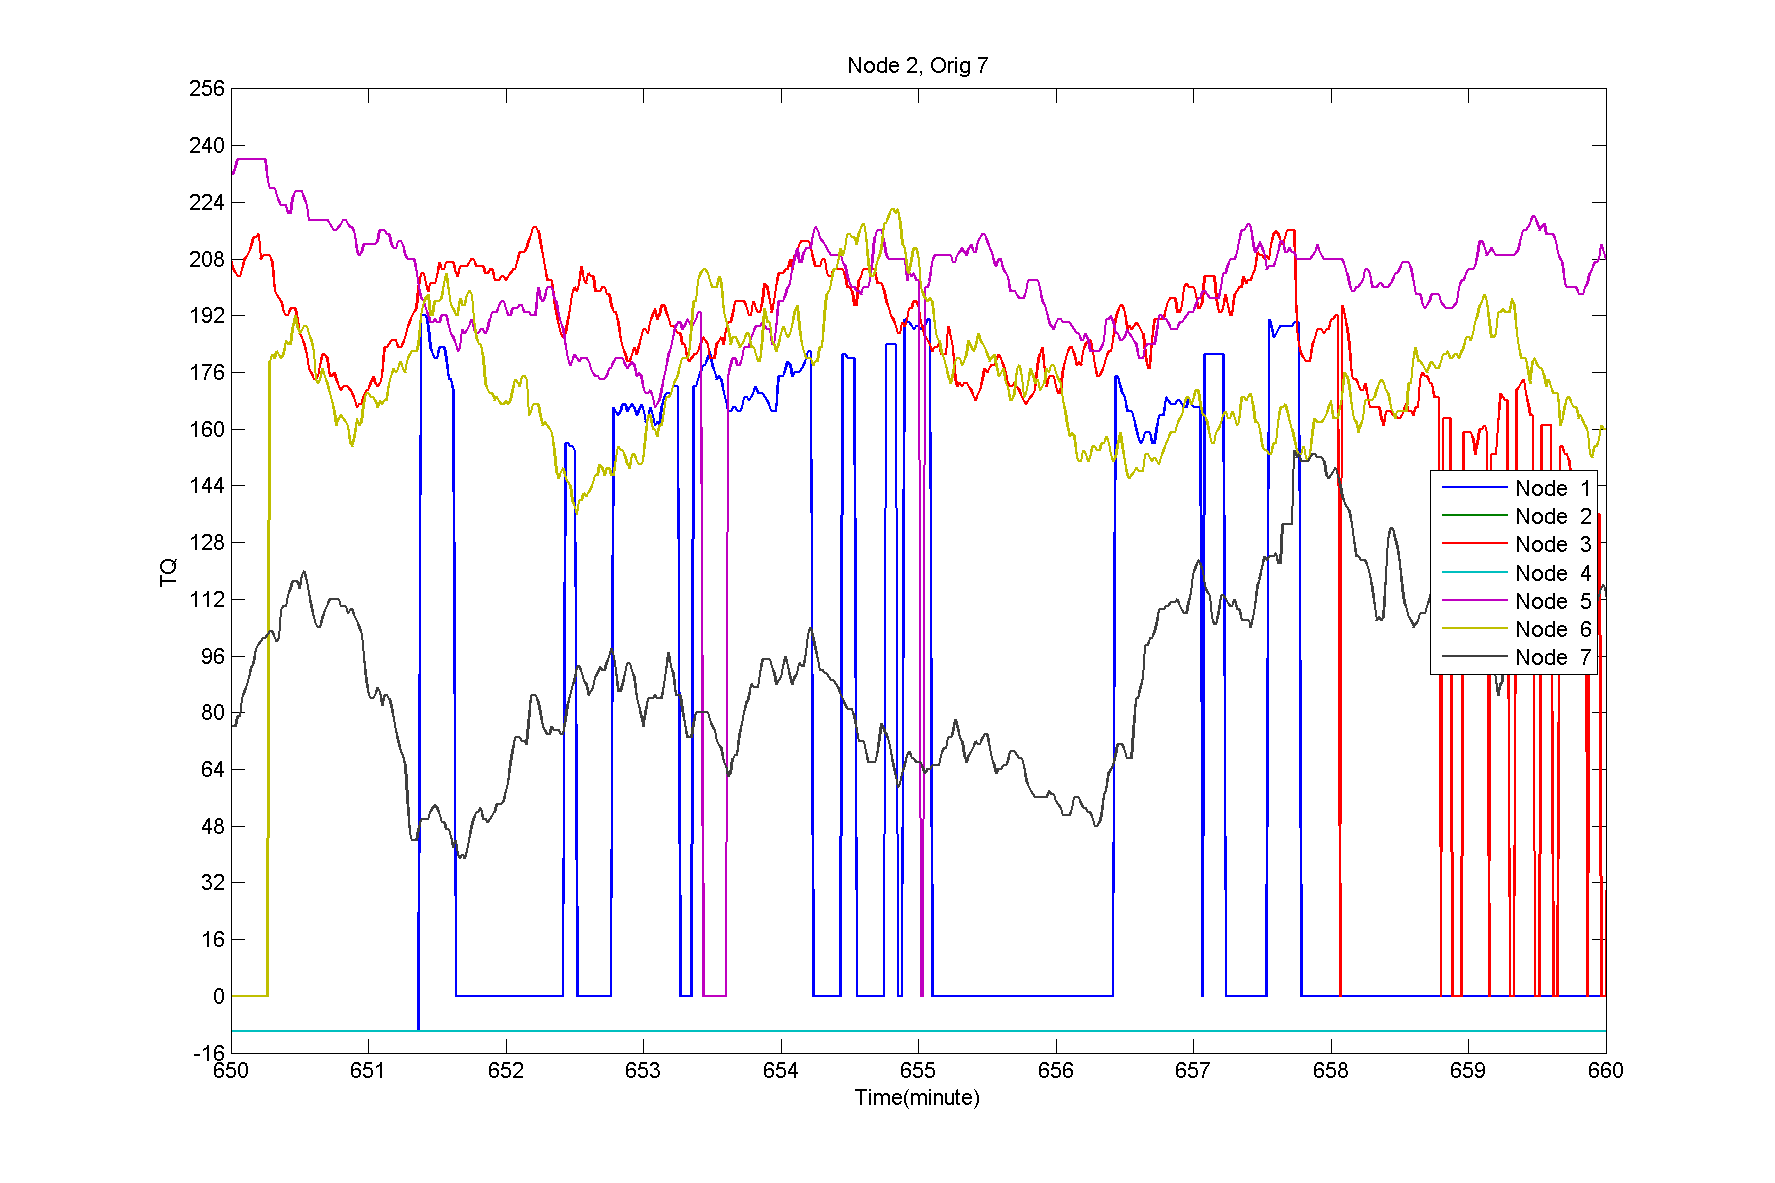 Node 2, Orig 7
256
240
224
208
192
176
160
144
128
112
96
80
64
48
32
16
0
-16
TQ
Node 1
Node 2
Node 3
Node 4
Node 5
Node 6
Node 7
650 651 652 653 654 655 656 657 658 659 660
Time(minute)